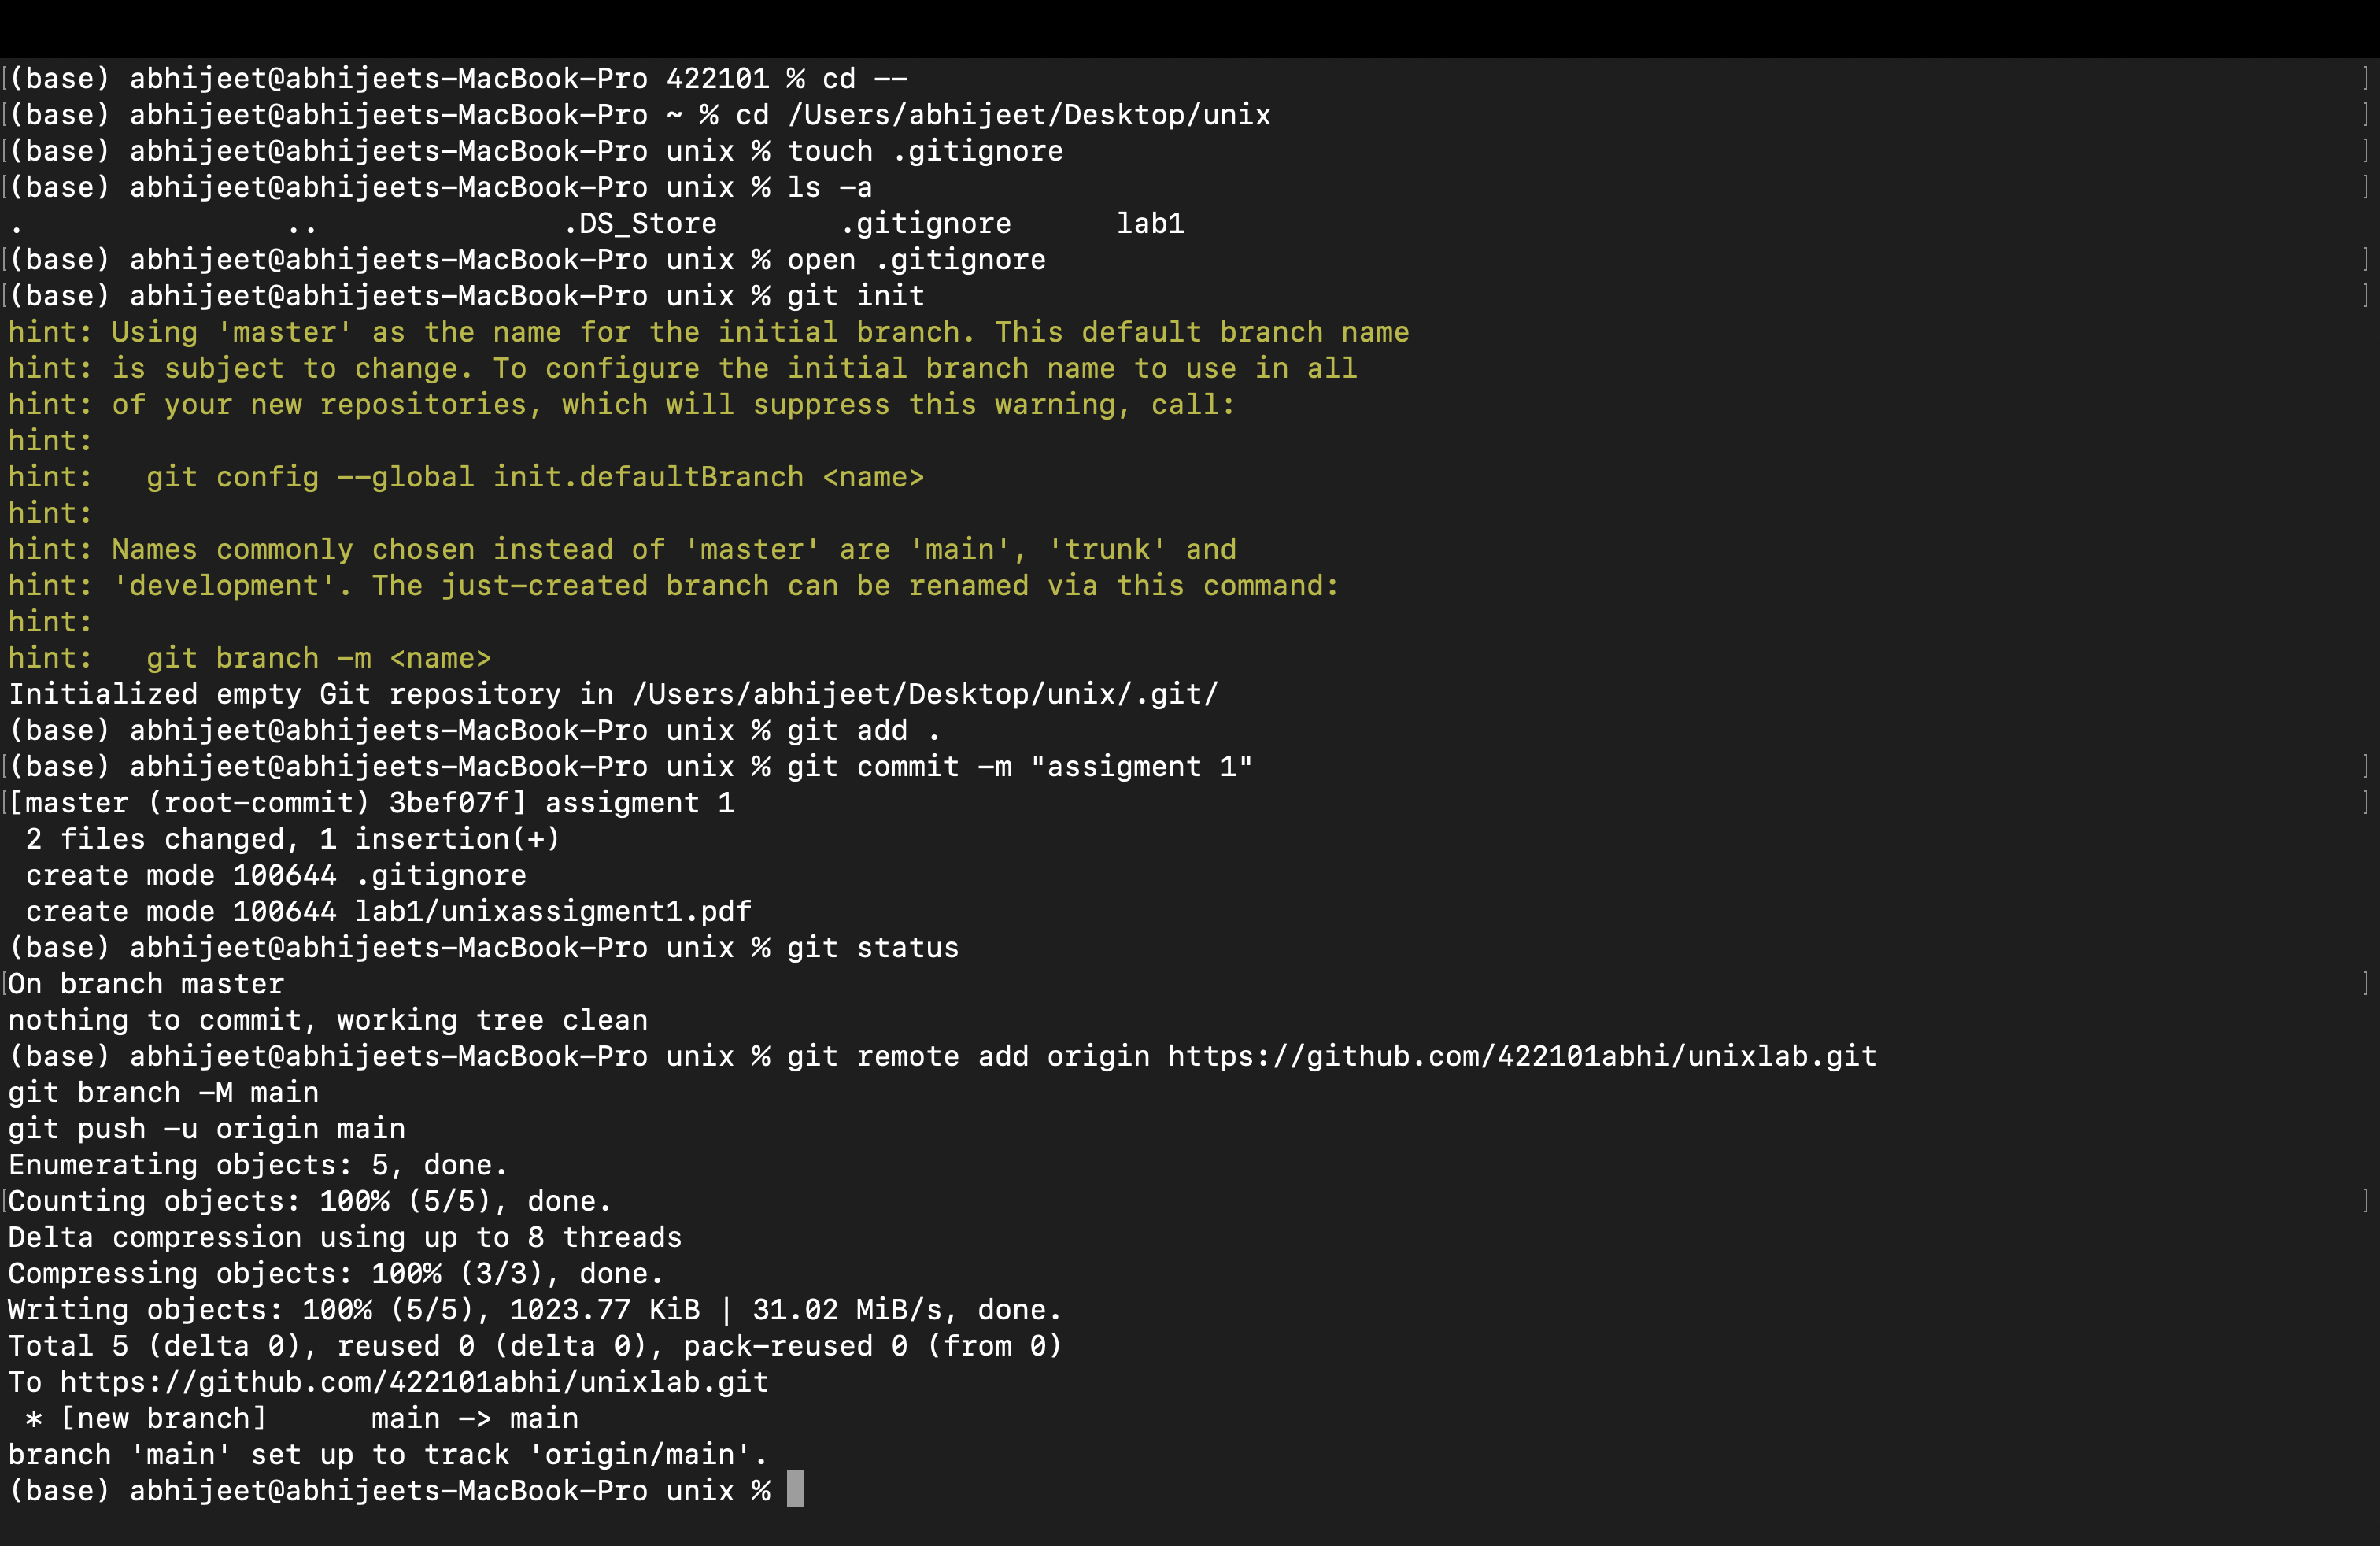 (base) abhijeet@abhijeets-MacBook-Pro 422101 % cd --
(base) abhijeet@abhijeets-MacBook-Pro ~ % cd /Users/abhijeet/Desktop/unix
(base) abhijeet@abhijeets-MacBook-Pro unix % touch .gitignore
(base) abhijeet@abhijeets-MacBook-Pro unix % ls -a
. .. .DS_Store .gitignore lab1
(base) abhijeet@abhijeets-MacBook-Pro unix % open .gitignore
(base) abhijeet@abhijeets-MacBook-Pro unix % git init
hint: Using 'master' as the name for the initial branch. This default branch name
hint: is subject to change. To configure the initial branch name to use in all
hint: of your new repositories, which will suppress this warning, call:
hint:
hint:   git config --global init.defaultBranch <name>
hint:
hint: Names commonly chosen instead of 'master' are 'main', 'trunk' and
hint: 'development'. The just-created branch can be renamed via this command:
hint:
hint:   git branch -m <name>
Initialized empty Git repository in /Users/abhijeet/Desktop/unix/.git/
(base) abhijeet@abhijeets-MacBook-Pro unix % git add .
(base) abhijeet@abhijeets-MacBook-Pro unix % git commit -m "assigment 1"
[master (root-commit) 3bef07f] assigment 1
 2 files changed, 1 insertion(+)
 create mode 100644 .gitignore
 create mode 100644 lab1/unixassigment1.pdf
(base) abhijeet@abhijeets-MacBook-Pro unix % git status
On branch master
nothing to commit, working tree clean
(base) abhijeet@abhijeets-MacBook-Pro unix % git remote add origin https://github.com/422101abhi/unixlab.git
git branch -M main
git push -u origin main
Enumerating objects: 5, done.
Counting objects: 100% (5/5), done.
Delta compression using up to 8 threads
Compressing objects: 100% (3/3), done.
Writing objects: 100% (5/5), 1023.77 KiB | 31.02 MiB/s, done.
Total 5 (delta 0), reused 0 (delta 0), pack-reused 0 (from 0)
To https://github.com/422101abhi/unixlab.git
 * [new branch]      main -> main
branch 'main' set up to track 'origin/main'.
(base) abhijeet@abhijeets-MacBook-Pro unix %